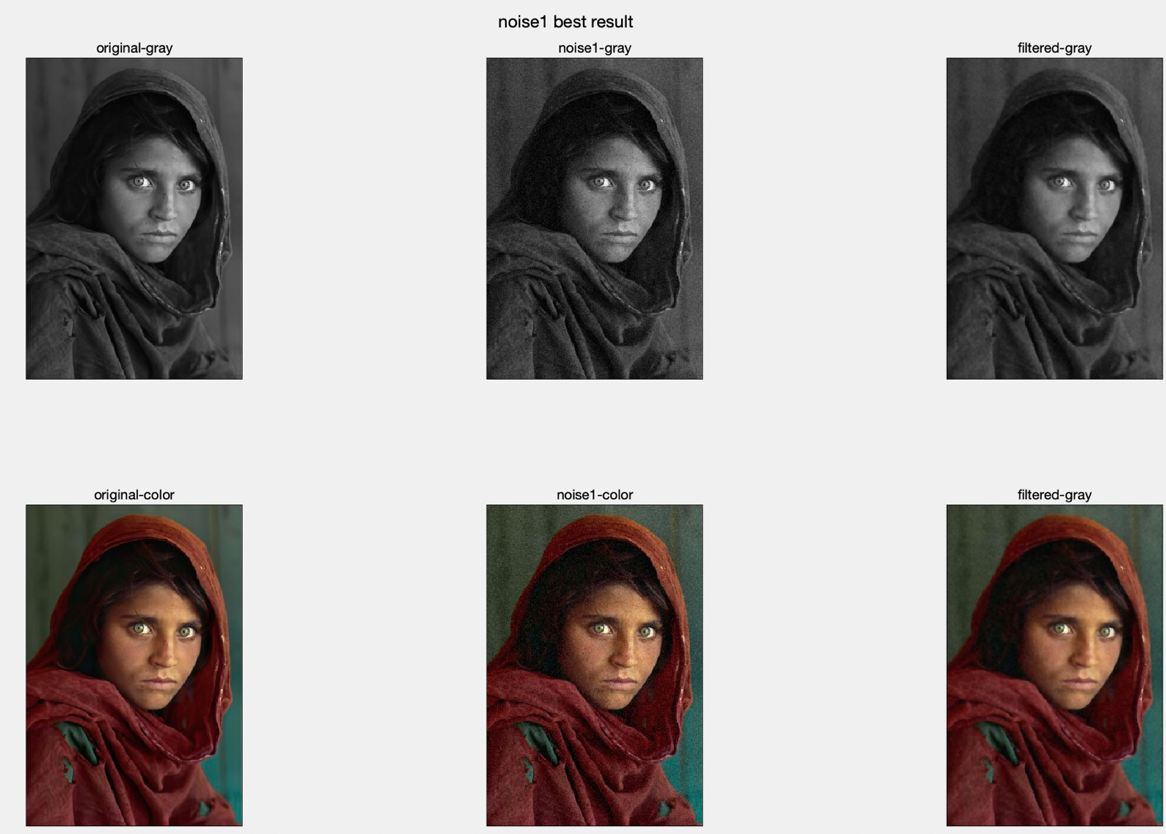 noise1 best result
original-gray
noise1-gray
filtered-gray
original-color
noise1-color
filtered-gray